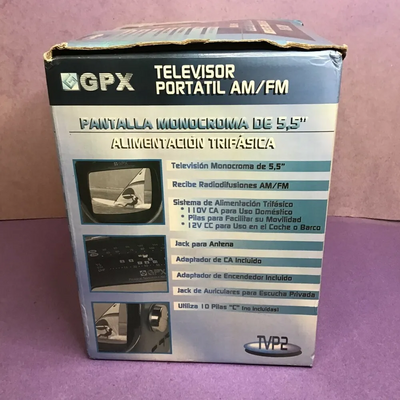 GPX
TELEVISOR
PORTÁTIL AM/FM
PANTALLA MONOCROMA DE 5,5"
ALIMENTACIÓN TRIFÁSICA
Televisión Monocroma de 5,5"
Recibe Radiodifusiones AM/FM
Sistema de Alimentación Trifásico
* 110V CA para Uso Doméstico
* Pilas para Facilitar su Movilidad
* 12V CC para Uso en el Coche o Barco
Jack para Antena
Adaptador de CA Incluido
Adaptador de Encendedor Incluido
Jack de Auriculares para Escucha Privada
Utiliza 10 Pilas "C" (no incluidas)
TVP2